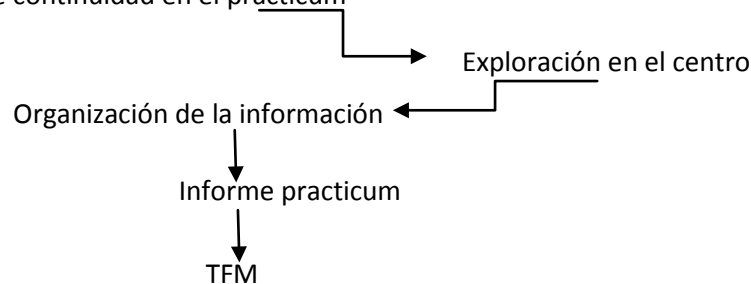 e continuidad en el practicum
Exploración en el centro
Organización de la información
Informe practicum
TFM